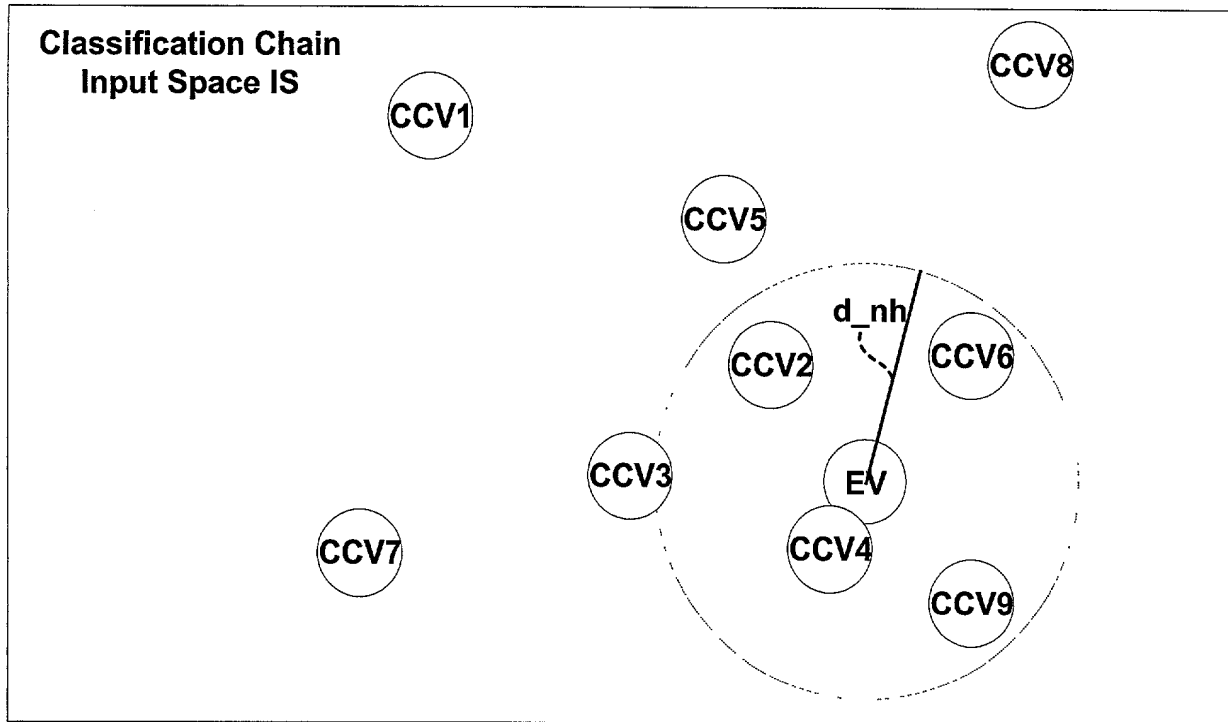 Classification Chain
Input Space IS
CCV8
CCV1
CCV5
d_nh
CCV2
CCV6
CCV3
EV
CCV4
CCV7
CCV9